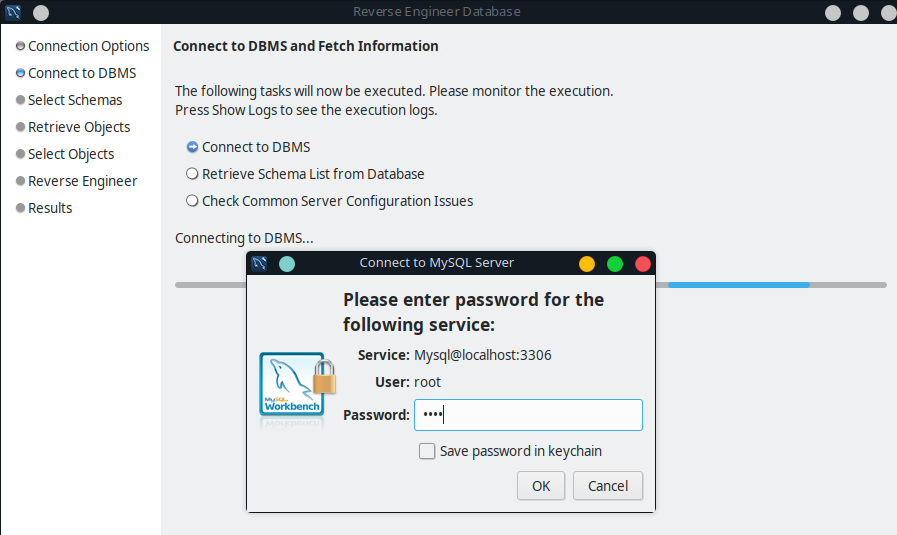 Reverse Engineer Database
Connection Options
Connect to DBMS
Select Schemas
Retrieve Objects
Select Objects
Reverse Engineer
Results
Connect to DBMS and Fetch Information
The following tasks will now be executed. Please monitor the execution.
Press Show Logs to see the execution logs.
Connect to DBMS
Retrieve Schema List from Database
Check Common Server Configuration Issues
Connecting to DBMS...
Connect to MySQL Server
Please enter password for the
following service:
Service: Mysql@localhost:3306
User: root
Password: ••••
Save password in keychain
OK Cancel
MySQL
Workbench